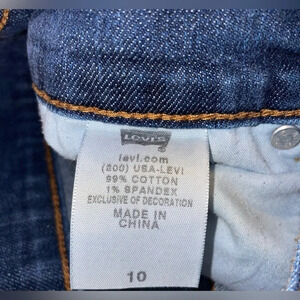 LEVI'S
levi.com
(800) USA-LEVI
99% COTTON
1% SPANDEX
EXCLUSIVE OF DECORATION
MADE IN
CHINA
10